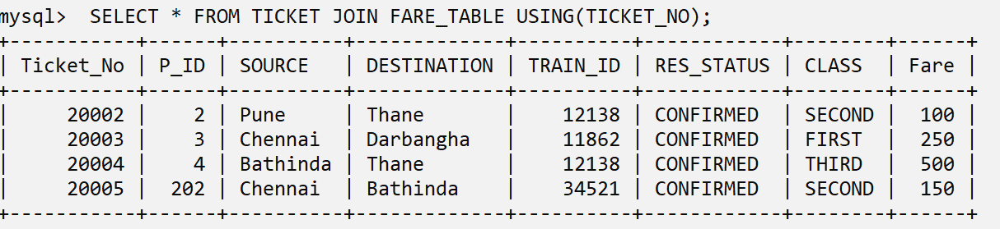 mysql>  SELECT * FROM TICKET JOIN FARE_TABLE USING(TICKET_NO);
+-----------+------+----------+-------------+----------+------------+--------+------+
| Ticket_No | P_ID | SOURCE   | DESTINATION | TRAIN_ID | RES_STATUS | CLASS  | Fare |
+-----------+------+----------+-------------+----------+------------+--------+------+
|     20002 |    2 | Pune     | Thane       |    12138 | CONFIRMED  | SECOND |  100 |
|     20003 |    3 | Chennai  | Darbangha   |    11862 | CONFIRMED  | FIRST  |  250 |
|     20004 |    4 | Bathinda | Thane       |    12138 | CONFIRMED  | THIRD  |  500 |
|     20005 |  202 | Chennai  | Bathinda    |    34521 | CONFIRMED  | SECOND |  150 |
+-----------+------+----------+-------------+----------+------------+--------+------+